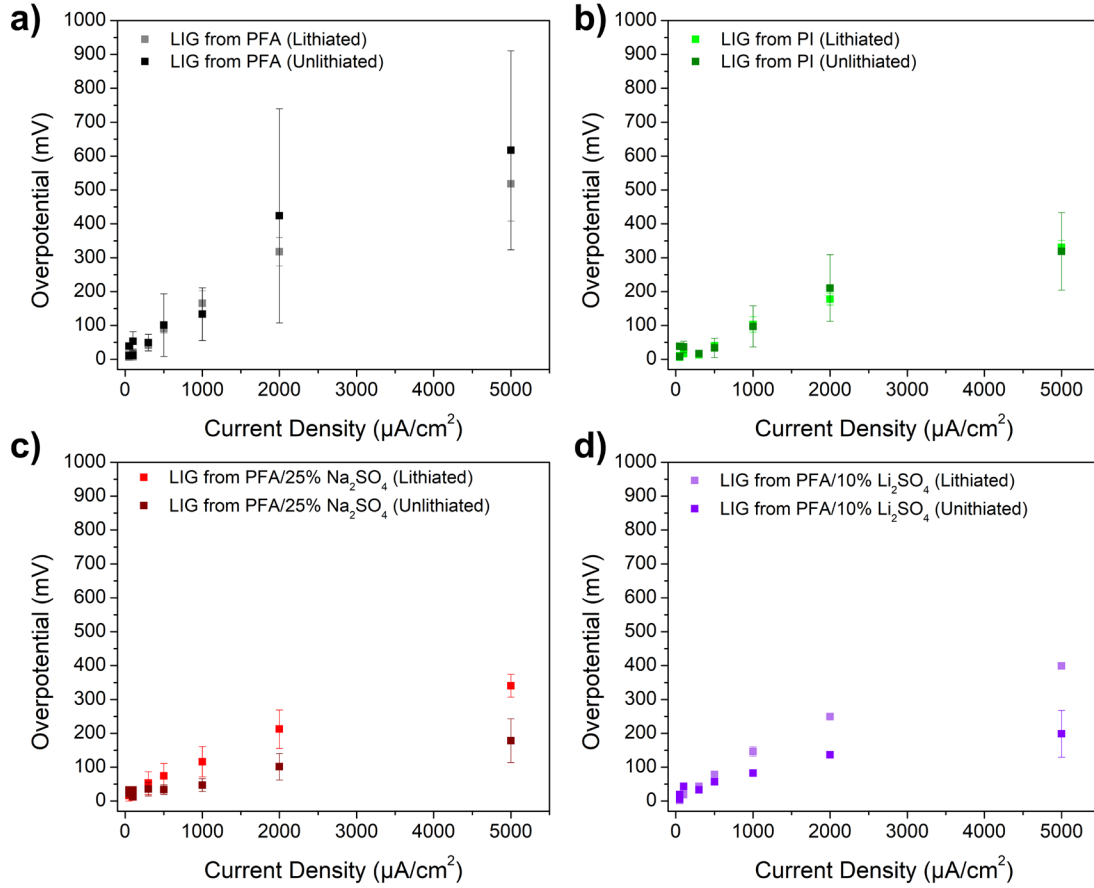 a)
LIG from PFA (Lithiated)
LIG from PFA (Unlithiated)
1000
900
800
700
600
500
400
300
200
100
0
Overpotential (mV)
0 1000 2000 3000 4000 5000
Current Density (µA/cm²)
b)
LIG from PI (Lithiated)
LIG from PI (Unlithiated)
1000
900
800
700
600
500
400
300
200
100
0
Overpotential (mV)
0 1000 2000 3000 4000 5000
Current Density (µA/cm²)
c)
LIG from PFA/25% Na₂SO₄ (Lithiated)
LIG from PFA/25% Na₂SO₄ (Unlithiated)
1000
900
800
700
600
500
400
300
200
100
0
Overpotential (mV)
0 1000 2000 3000 4000 5000
Current Density (µA/cm²)
d)
LIG from PFA/10% Li₂SO₄ (Lithiated)
LIG from PFA/10% Li₂SO₄ (Unithiated)
1000
900
800
700
600
500
400
300
200
100
0
Overpotential (mV)
0 1000 2000 3000 4000 5000
Current Density (µA/cm²)